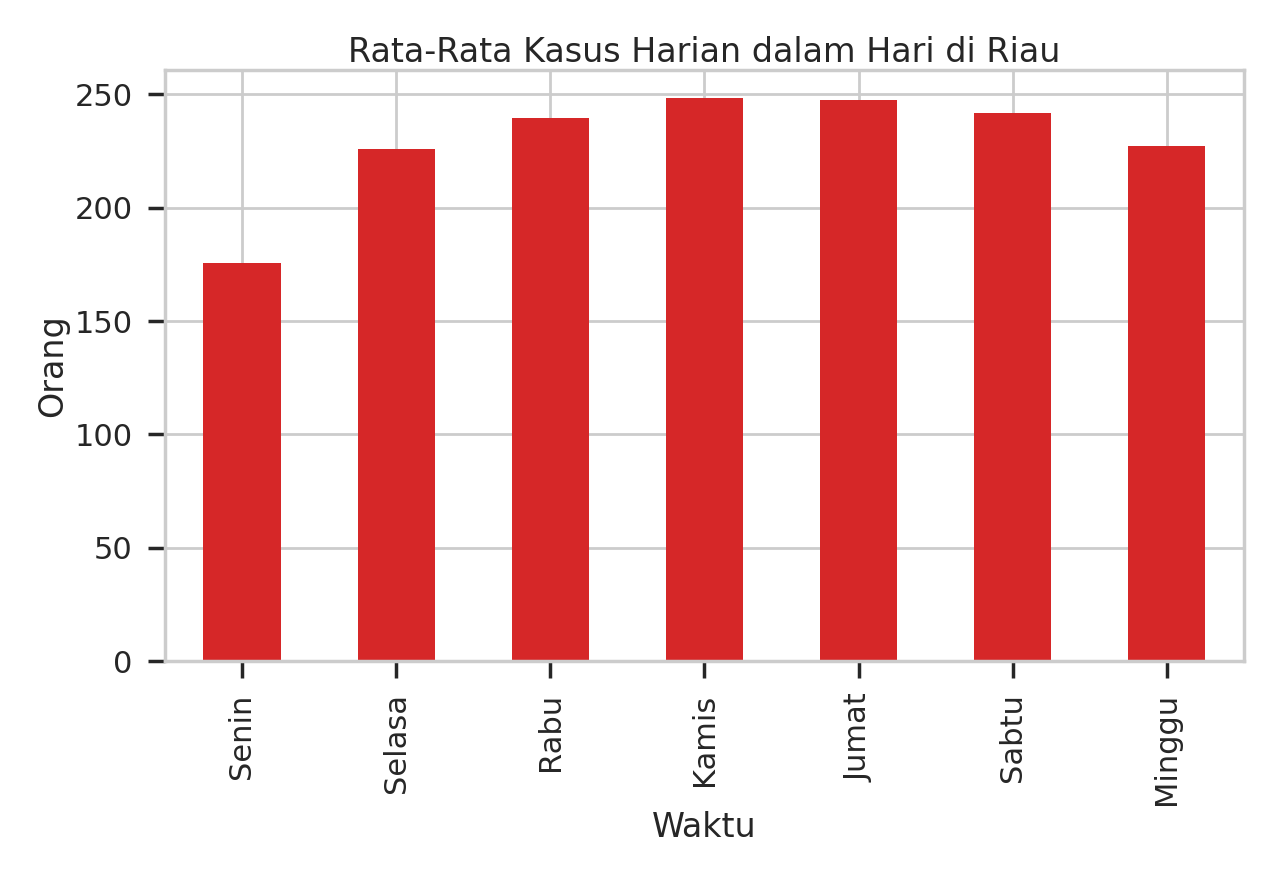 Rata-Rata Kasus Harian dalam Hari di Riau
250
200
150
100
50
0
Orang
Senin
Selasa
Rabu
Kamis
Jumat
Sabtu
Minggu
Waktu